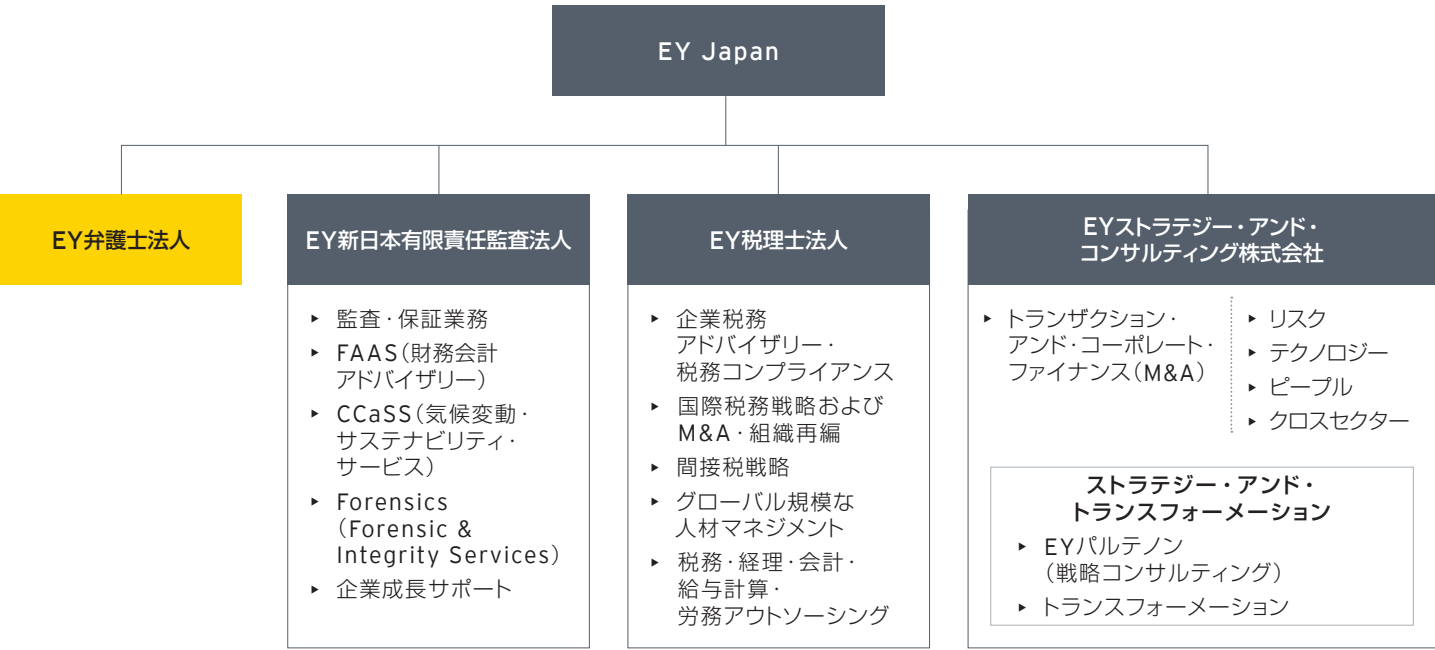 EY Japan
EY弁護士法人
EY新日本有限責任監査法人
▸ 監査・保証業務
▸ FAAS(財務会計
アドバイザリー)
▸ CCaSS(気候変動・
サステナビリティ・
サービス)
▸ Forensics
(Forensic &
Integrity Services)
▸ 企業成長サポート
EY税理士法人
▸ 企業税務
アドバイザリー・
税務コンプライアンス
▸ 国際税務戦略および
M&A・組織再編
▸ 間接税戦略
▸ グローバル規模な
人材マネジメント
▸ 税務・経理・会計・
給与計算・
労務アウトソーシング
EYストラテジー・アンド・
コンサルティング株式会社
▸ トランザクション・
アンド・コーポレート・
ファイナンス(M&A)
▸ リスク
▸ テクノロジー
▸ ピープル
▸ クロスセクター
ストラテジー・アンド・
トランスフォーメーション
▸ EYパルテノン
(戦略コンサルティング)
▸ トランスフォーメーション